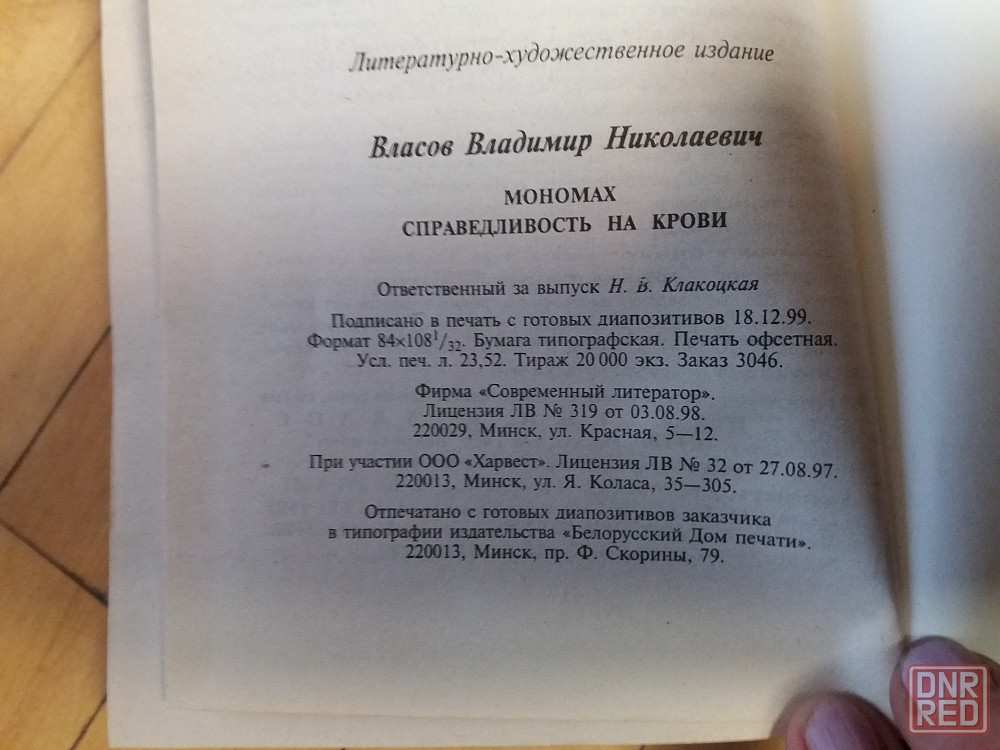 Литературно-художественное издание
Власов Владимир Николаевич
МОНОМАХ
СПРАВЕДЛИВОСТЬ НА КРОВИ
Ответственный за выпуск Н. В. Клакоцкая
Подписано в печать с готовых диапозитивов 18.12.99.
Формат 84×108¹/₃₂. Бумага типографская. Печать офсетная.
Усл. печ. л. 23,52. Тираж 20 000 экз. Заказ 3046.
Фирма «Современный литератор».
Лицензия ЛВ № 319 от 03.08.98.
220029, Минск, ул. Красная, 5—12.
При участии ООО «Харвест». Лицензия ЛВ № 32 от 27.08.97.
220013, Минск, ул. Я. Коласа, 35—305.
Отпечатано с готовых диапозитивов заказчика
в типографии издательства «Белорусский Дом печати».
220013, Минск, пр. Ф. Скорины, 79.
DNR
RED